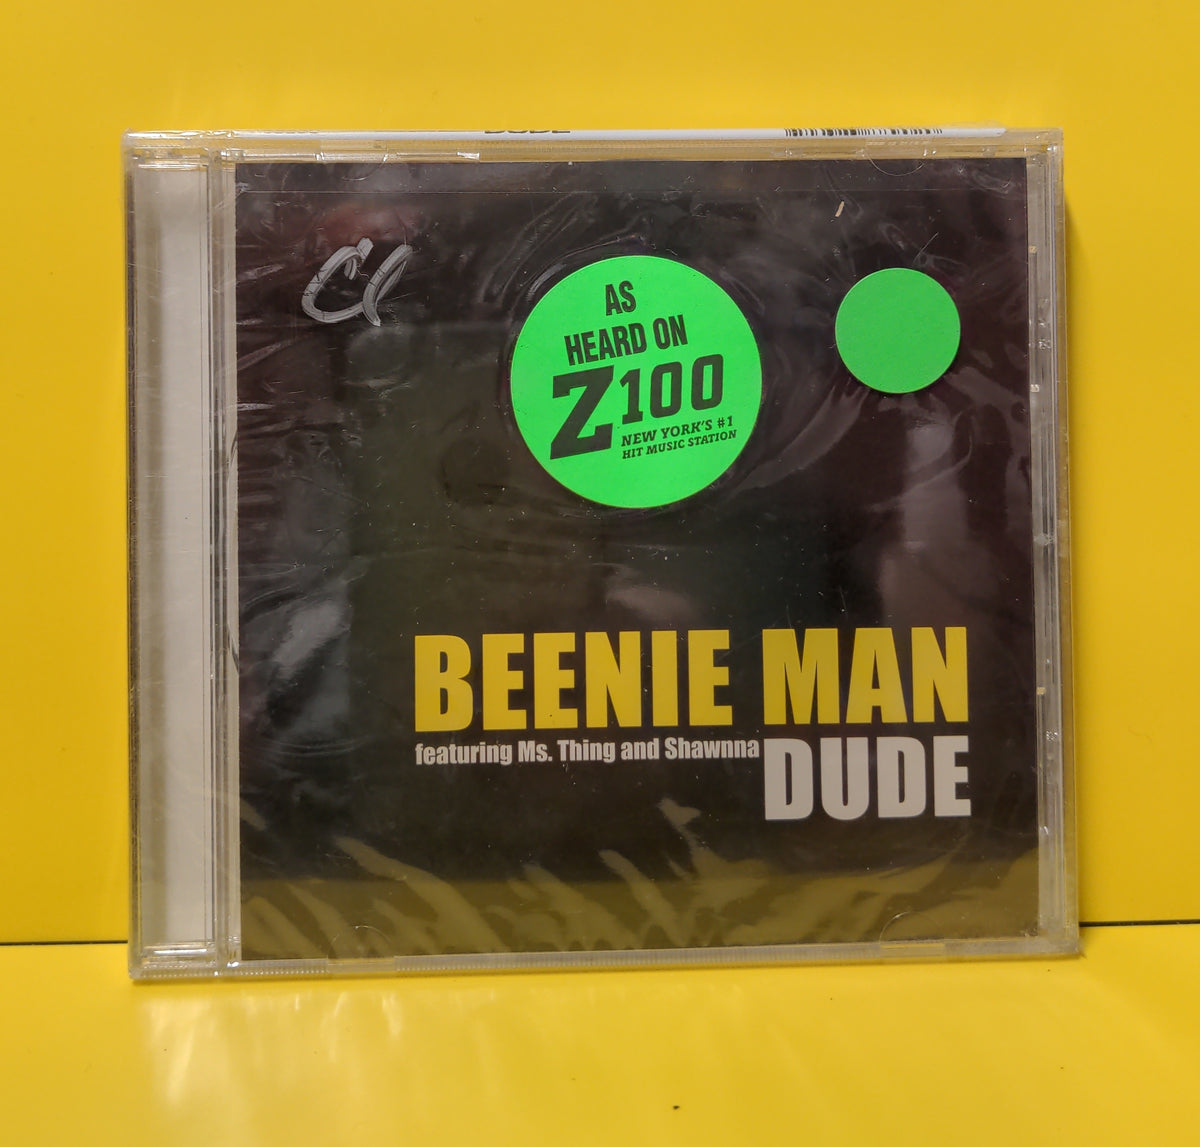 DUDE
Cl
AS
HEARD ON
Z100
NEW YORK'S #1
HIT MUSIC STATION
BEENIE MAN
featuring Ms. Thing and Shawnna
DUDE